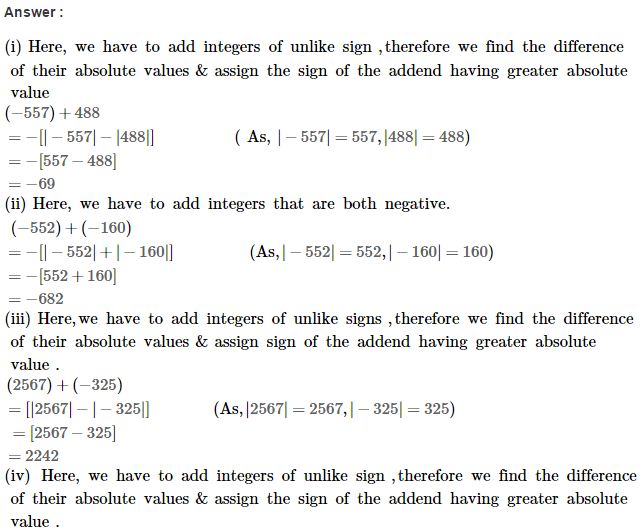 Answer :
(i) Here, we have to add integers of unlike sign ,therefore we find the difference
of their absolute values & assign the sign of the addend having greater absolute
value
(−557) + 488
= −[| − 557| − |488|] ( As, | − 557| = 557, |488| = 488)
= −[557 − 488]
= −69
(ii) Here, we have to add integers that are both negative.
(−552) + (−160)
= −[| − 552| + | − 160|] (As, | − 552| = 552, | − 160| = 160)
= −[552 + 160]
= −682
(iii) Here, we have to add integers of unlike signs ,therefore we find the difference
of their absolute values & assign sign of the addend having greater absolute
value .
(2567) + (−325)
= [|2567| − | − 325|] (As, |2567| = 2567, | − 325| = 325)
= [2567 − 325]
= 2242
(iv) Here, we have to add integers of unlike sign ,therefore we find the difference
of their absolute values & assign the sign of the addend having greater absolute
value .